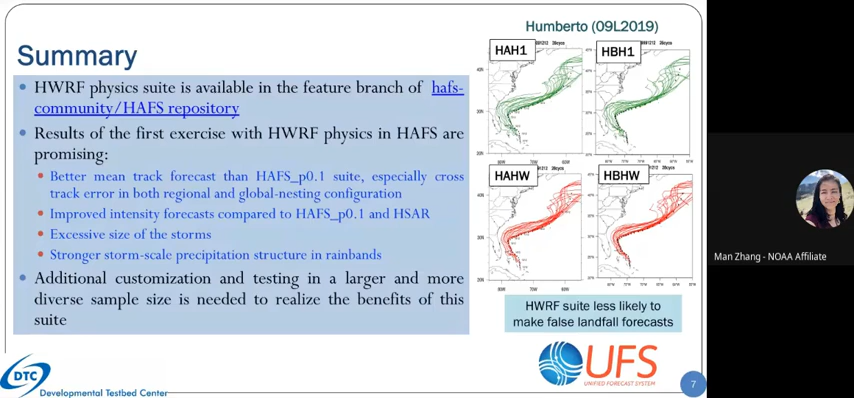 Summary
HWRF physics suite is available in the feature branch of hafs-
community/HAFS repository
Results of the first exercise with HWRF physics in HAFS are
promising:
Better mean track forecast than HAFS_p0.1 suite, especially cross
track error in both regional and global-nesting configuration
Improved intensity forecasts compared to HAFS_p0.1 and HSAR
Excessive size of the storms
Stronger storm-scale precipitation structure in rainbands
Additional customization and testing in a larger and more
diverse sample size is needed to realize the benefits of this
suite
Humberto (09L2019)
HAH1
HBH1
HAHW
HBHW
HWRF suite less likely to
make false landfall forecasts
DTC
Developmental Testbed Center
UFS
UNIFIED FORECAST SYSTEM
7
Man Zhang - NOAA Affiliate